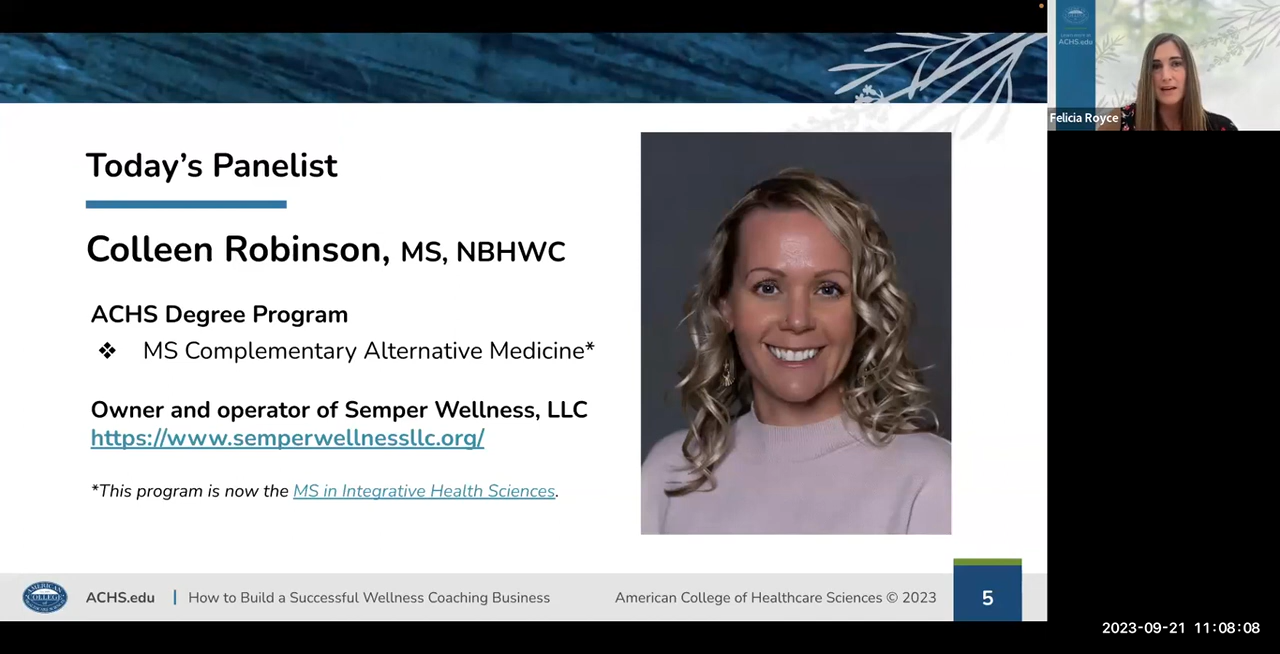 ACHS.edu
Felicia Royce
Today's Panelist
Colleen Robinson, MS, NBHWC
ACHS Degree Program
❖ MS Complementary Alternative Medicine*
Owner and operator of Semper Wellness, LLC
https://www.semperwellnessllc.org/
*This program is now the MS in Integrative Health Sciences.
ACHS.edu | How to Build a Successful Wellness Coaching Business
American College of Healthcare Sciences © 2023
5
2023-09-21 11:08:08